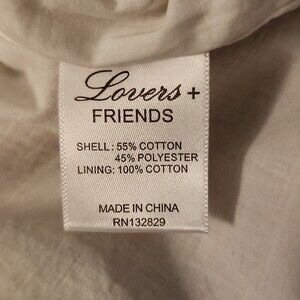 Lovers +
FRIENDS
SHELL: 55% COTTON
45% POLYESTER
LINING: 100% COTTON
MADE IN CHINA
RN132829